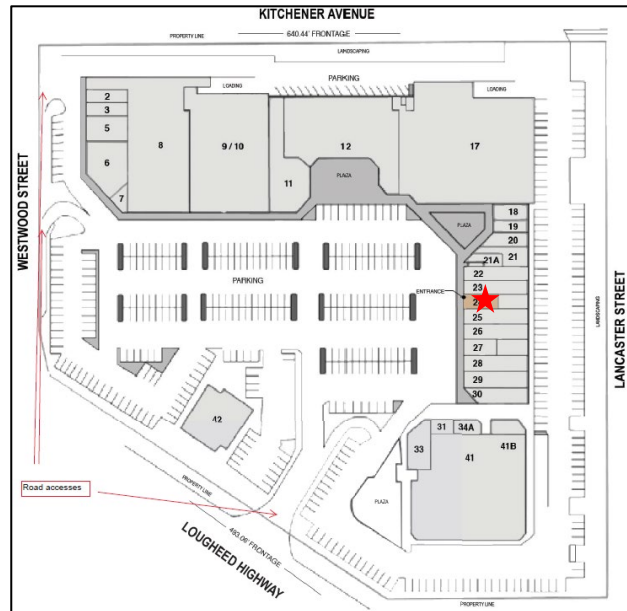 KITCHENER AVENUE
PROPERTY LINE
640.44' FRONTAGE
LANDSCAPING
PARKING
LOADING
LOADING
2
3
5
6
7
8
9 / 10
11
12
17
PLAZA
PLAZA
WESTWOOD STREET
LANCASTER STREET
LANDSCAPING
18
19
20
21A
21
22
23
ENTRANCE
25
26
27
28
29
30
PARKING
42
31
34A
33
41
41B
PLAZA
Road accesses
PROPERTY LINE
493.06' FRONTAGE
LOUGHEED HIGHWAY
PROPERTY LINE